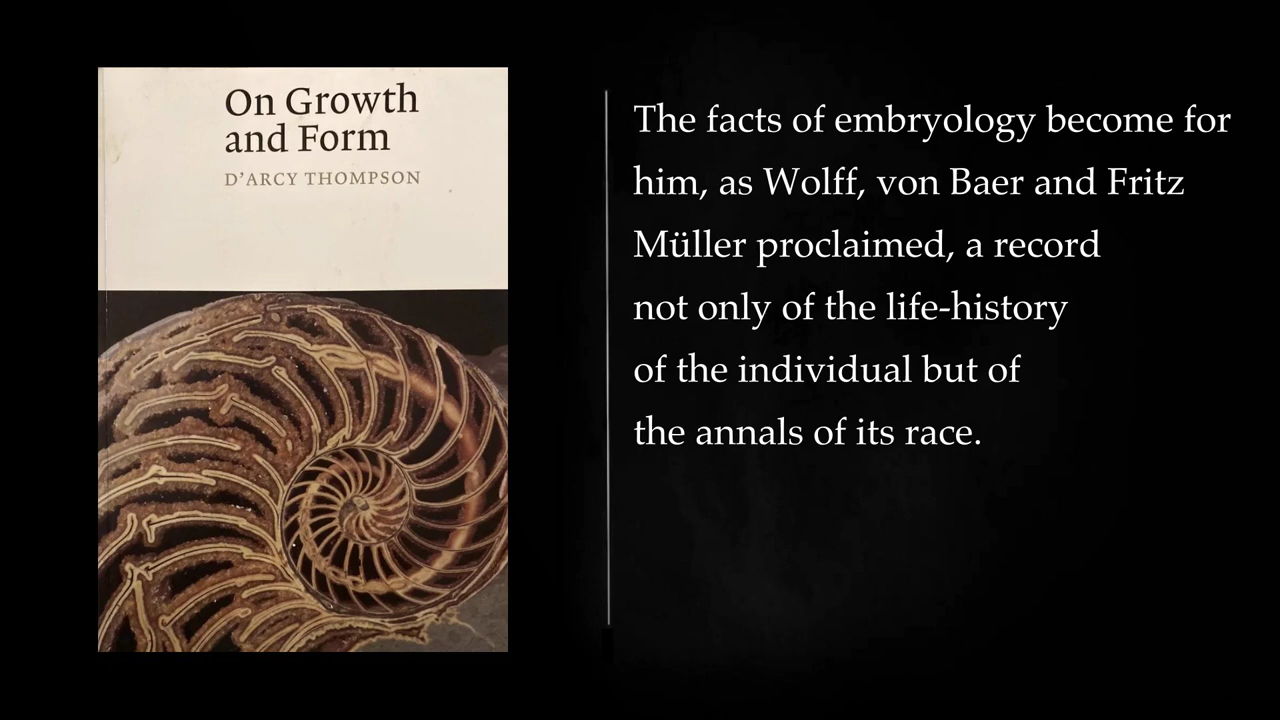 On Growth
and Form
D'ARCY THOMPSON
The facts of embryology become for
him, as Wolff, von Baer and Fritz
Müller proclaimed, a record
not only of the life-history
of the individual but of
the annals of its race.